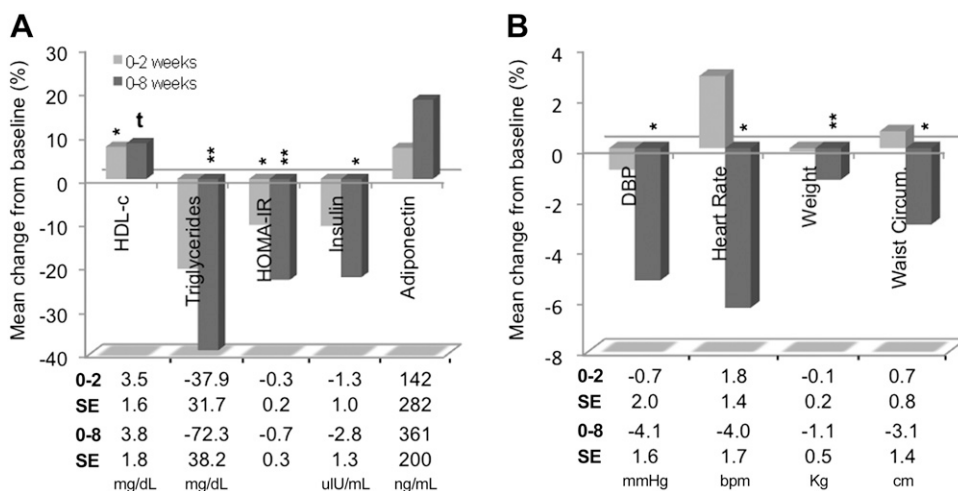 A
Mean change from baseline (%)
30
20
10
0
-10
-20
-30
-40
0-2 weeks
0-8 weeks
* t ** * ** *
HDL-c
Triglycerides
HOMA-IR
Insulin
Adiponectin
0-2 3.5 -37.9 -0.3 -1.3 142
SE 1.6 31.7 0.2 1.0 282
0-8 3.8 -72.3 -0.7 -2.8 361
SE 1.8 38.2 0.3 1.3 200
mg/dL mg/dL uIU/mL ng/mL
B
Mean change from baseline (%)
4
2
0
-2
-4
-6
-8
* * ** *
DBP
Heart Rate
Weight
Waist Circum.
0-2 -0.7 1.8 -0.1 0.7
SE 2.0 1.4 0.2 0.8
0-8 -4.1 -4.0 -1.1 -3.1
SE 1.6 1.7 0.5 1.4
mmHg bpm Kg cm